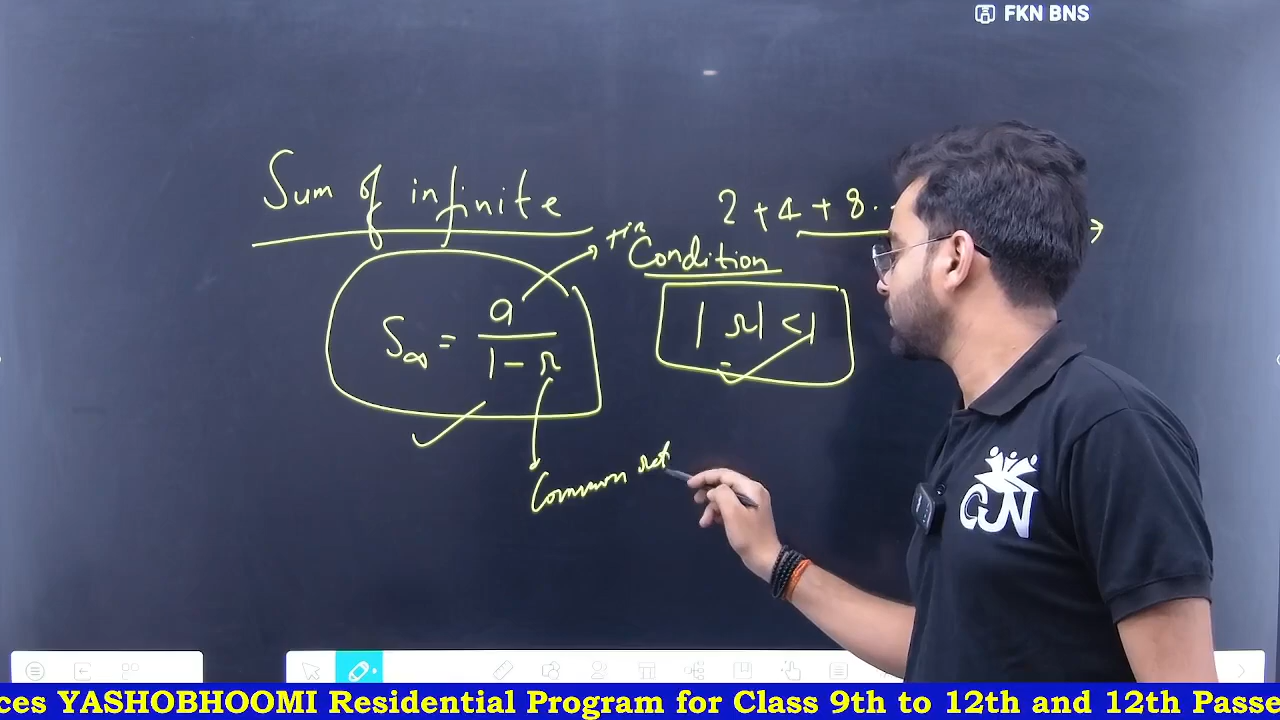 FKN BNS
Sum of infinite
2 + 4 + 8 . -
Condition
S∞ = a / 1 - r
|r| < 1
Common
ces YASHOBHOOMI Residential Program for Class 9th to 12th and 12th Passe